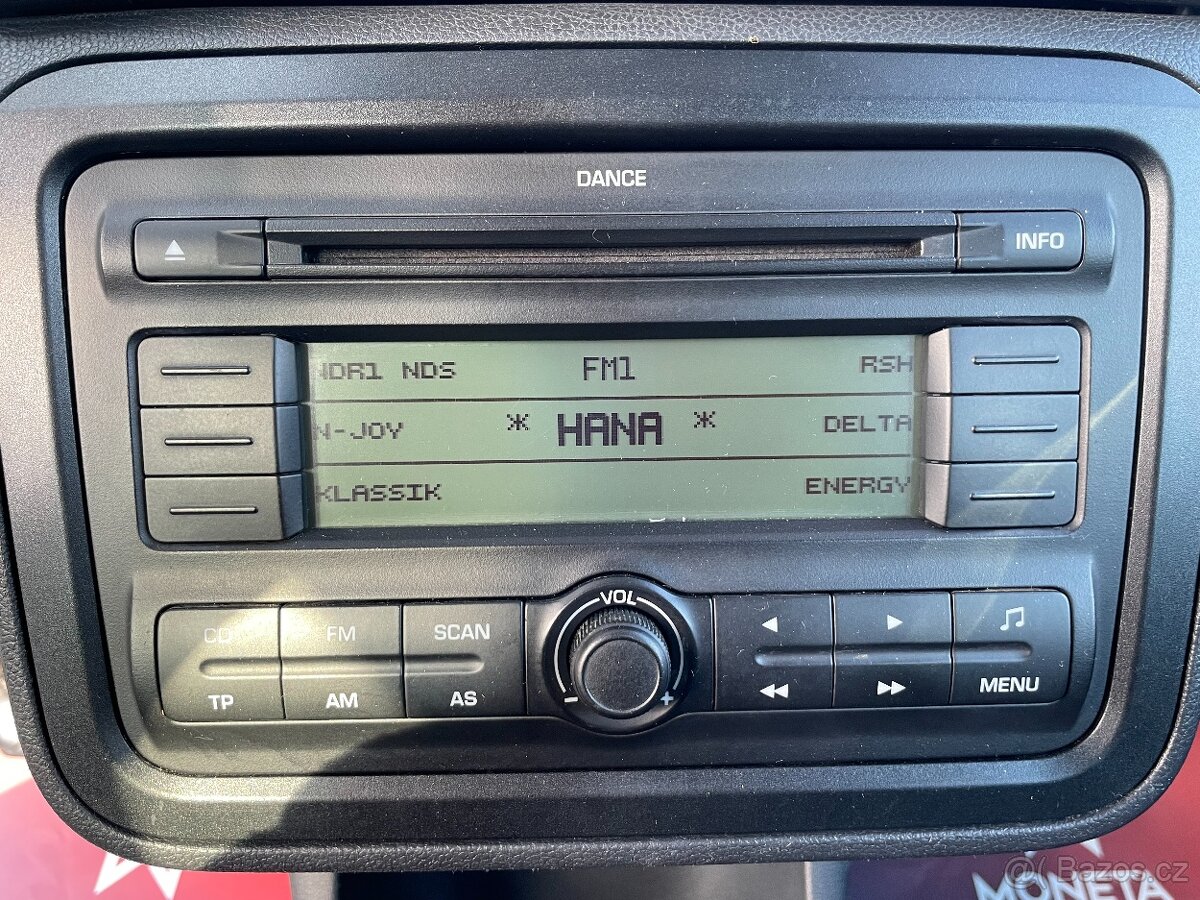 DANCE
INFO
NDR1 NDS FM1 RSH
N-JOY * HANA * DELTA
KLASSIK ENERGY
VOL
CD FM SCAN
TP AM AS
- +
MENU
@( Bazos.cz
MONETA